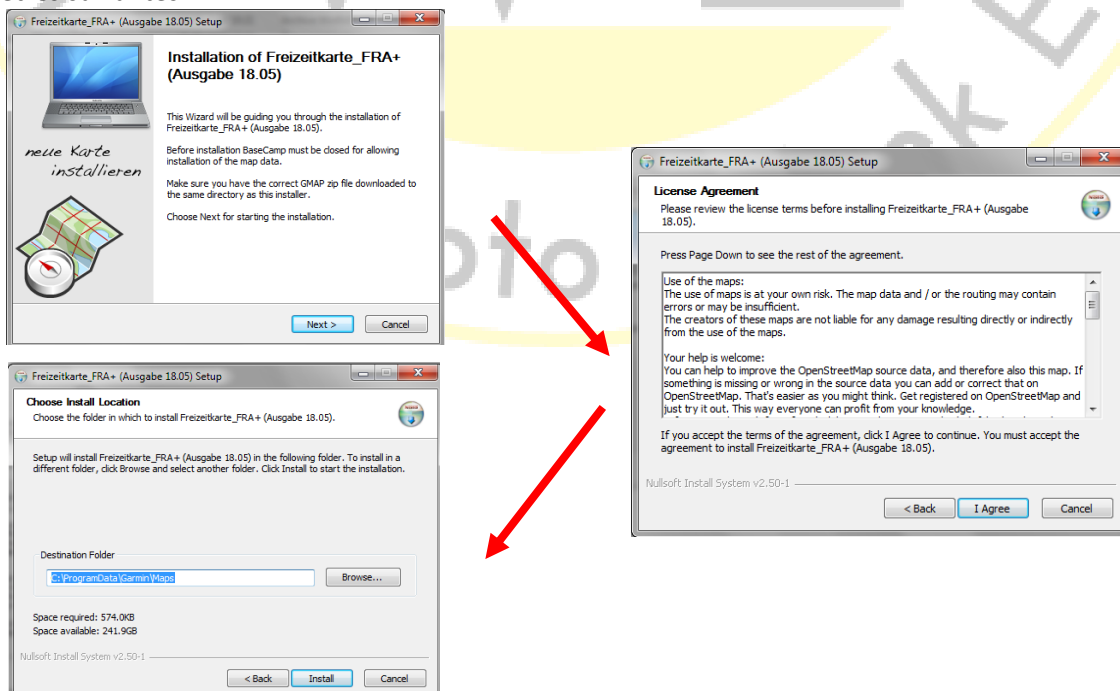 Freizeitkarte_FRA+ (Ausgabe 18.05) Setup
Installation of Freizeitkarte_FRA+
(Ausgabe 18.05)
This Wizard will be guiding you through the installation of
Freizeitkarte_FRA+ (Ausgabe 18.05).
Before installation BaseCamp must be closed for allowing
installation of the map data.
Make sure you have the correct GMAP zip file downloaded to
the same directory as this installer.
Choose Next for starting the installation.
neue Karte
installieren
Next >
Cancel
Freizeitkarte_FRA+ (Ausgabe 18.05) Setup
License Agreement
Please review the license terms before installing Freizeitkarte_FRA+ (Ausgabe
18.05).
Press Page Down to see the rest of the agreement.
Use of the maps:
The use of maps is at your own risk. The map data and / or the routing may contain
errors or may be insufficient.
The creators of these maps are not liable for any damage resulting directly or indirectly
from the use of the maps.
Your help is welcome:
You can help to improve the OpenStreetMap source data, and therefore also this map. If
something is missing or wrong in the source data you can add or correct that on
OpenStreetMap. That's easier as you might think. Get registered on OpenStreetMap and
just try it out. This way everyone can profit from your knowledge.
If you accept the terms of the agreement, click I Agree to continue. You must accept the
agreement to install Freizeitkarte_FRA+ (Ausgabe 18.05).
Nullsoft Install System v2.50-1
< Back
I Agree
Cancel
Freizeitkarte_FRA+ (Ausgabe 18.05) Setup
Choose Install Location
Choose the folder in which to install Freizeitkarte_FRA+ (Ausgabe 18.05).
Setup will install Freizeitkarte_FRA+ (Ausgabe 18.05) in the following folder. To install in a
different folder, click Browse and select another folder. Click Install to start the installation.
Destination Folder
C:\ProgramData\Garmin\Maps
Browse...
Space required: 574.0KB
Space available: 241.9GB
Nullsoft Install System v2.50-1
< Back
Install
Cancel